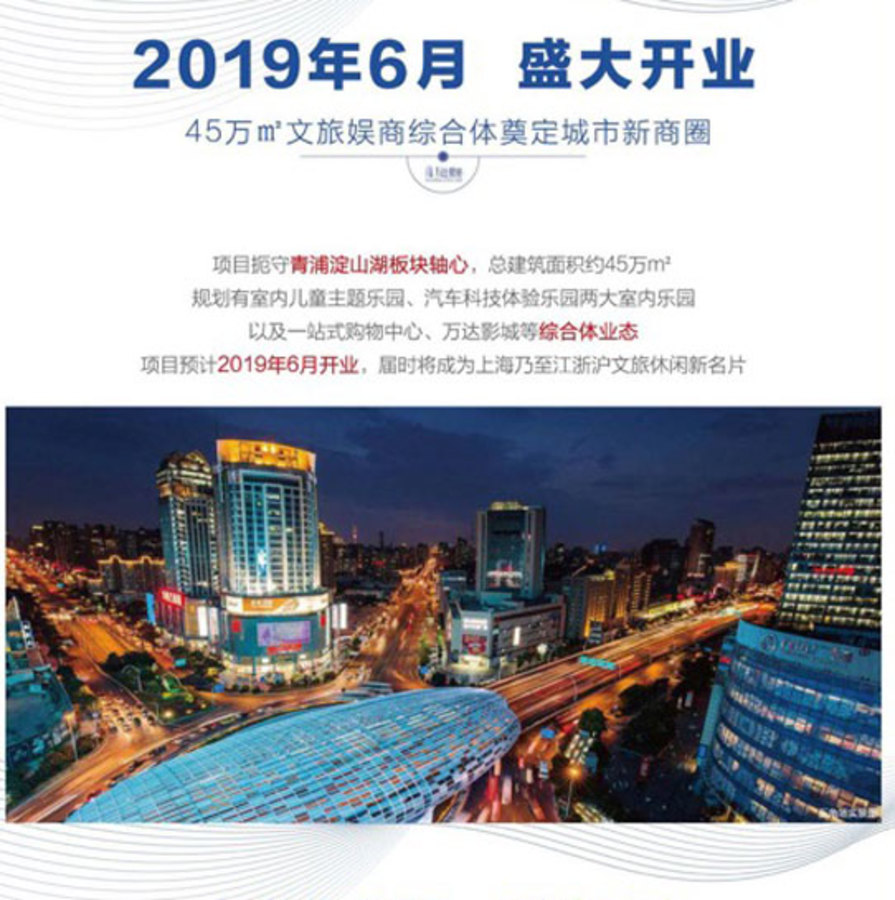 2019年6月 盛大开业
45万㎡文旅娱商综合体奠定城市新商圈
项目扼守青浦淀山湖板块轴心，总建筑面积约45万㎡
规划有室内儿童主题乐园、汽车科技体验乐园两大室内乐园
以及一站式购物中心、万达影城等综合体业态
项目预计2019年6月开业，届时将成为上海乃至江浙沪文旅休闲新名片